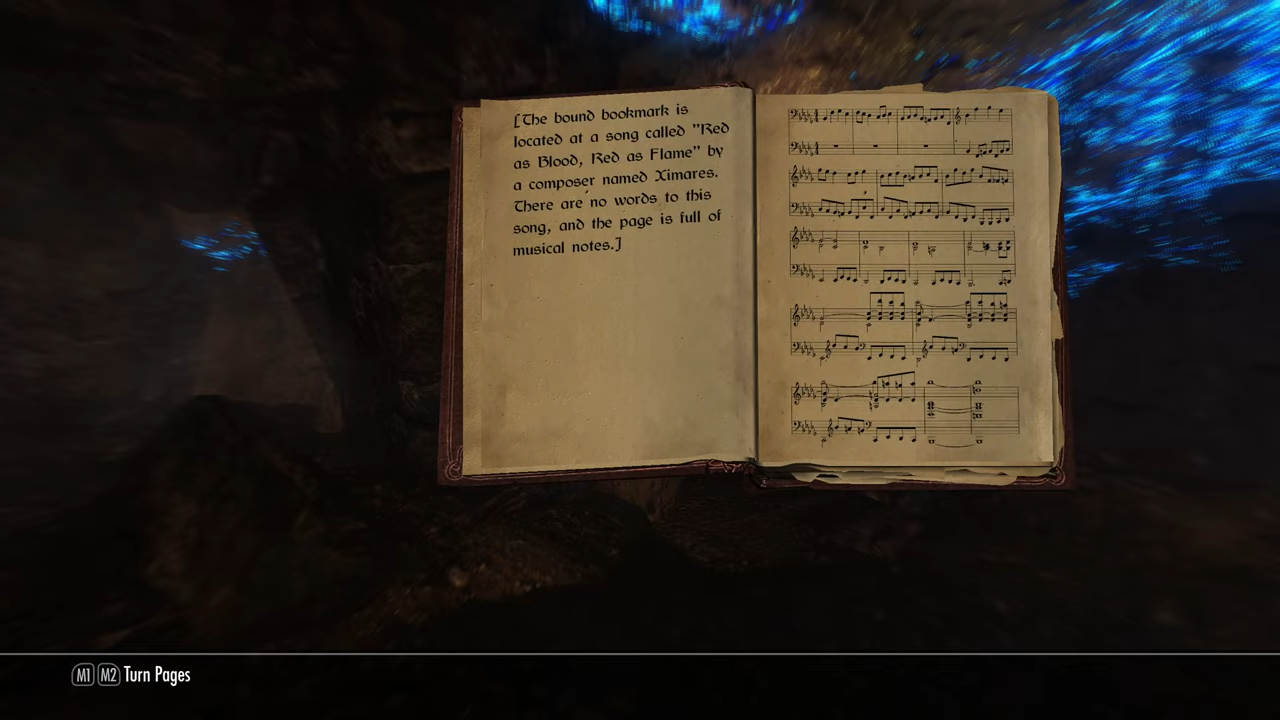 [The bound bookmark is
located at a song called "Red
as Blood, Red as Flame" by
a composer named Ximares.
There are no words to this
song, and the page is full of
musical notes.]
M1 M2 Turn Pages